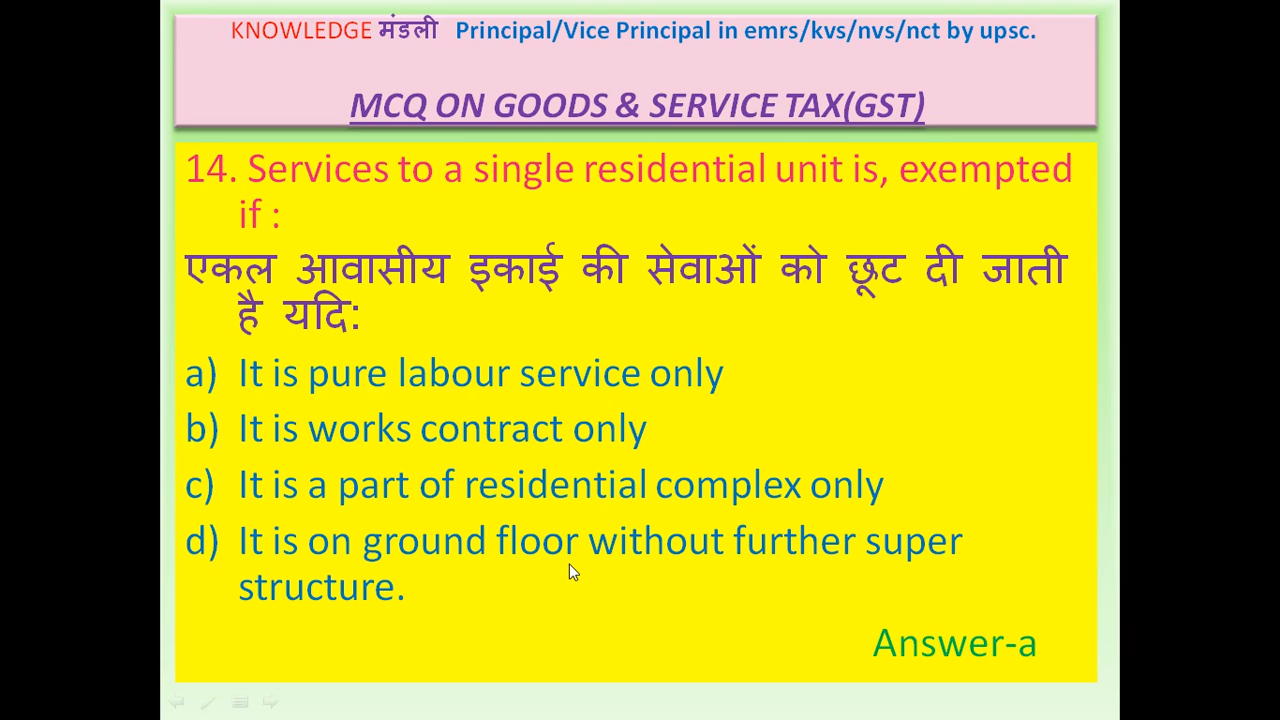 KNOWLEDGE मंडली Principal/Vice Principal in emrs/kvs/nvs/nct by upsc.
MCQ ON GOODS & SERVICE TAX(GST)
14. Services to a single residential unit is, exempted
if :
एकल आवासीय इकाई की सेवाओं को छूट दी जाती
है यदि:
a) It is pure labour service only
b) It is works contract only
c) It is a part of residential complex only
d) It is on ground floor without further super
structure.
Answer-a